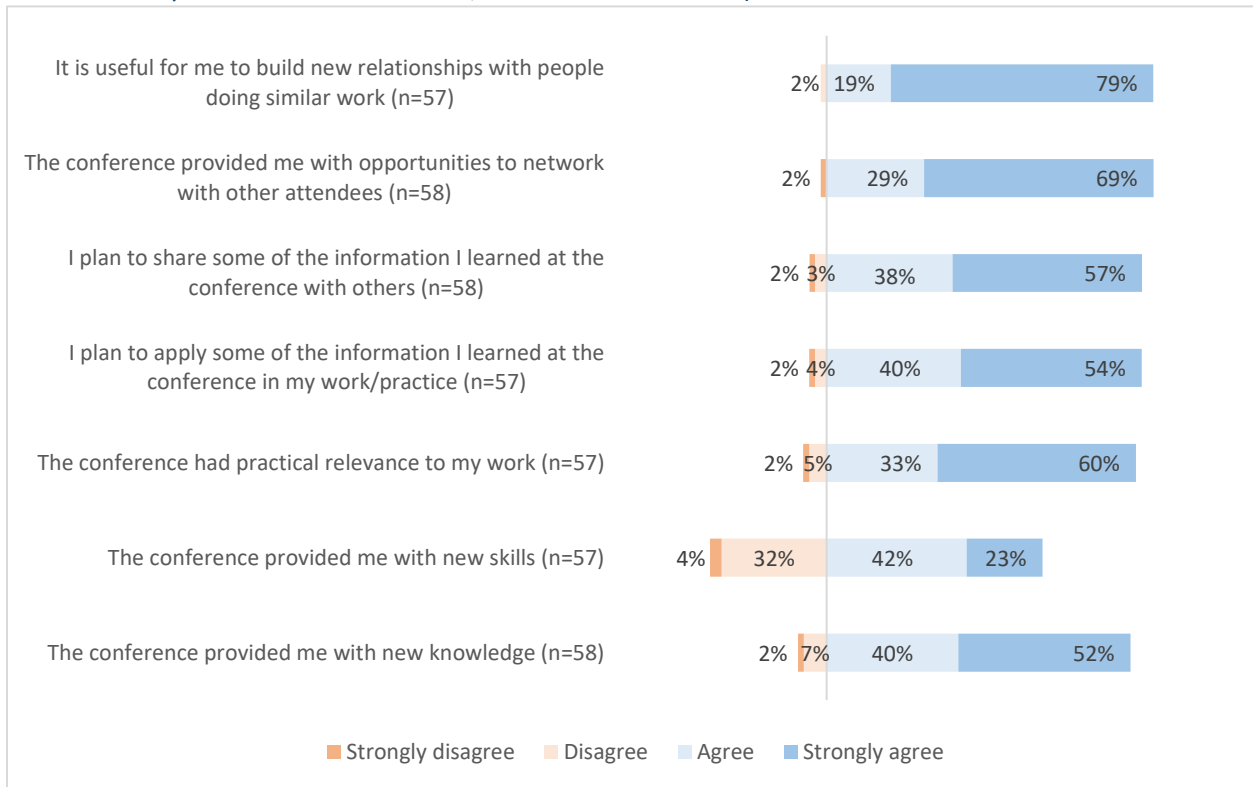 It is useful for me to build new relationships with people
doing similar work (n=57)
2% 19% 79%
The conference provided me with opportunities to network
with other attendees (n=58)
2% 29% 69%
I plan to share some of the information I learned at the
conference with others (n=58)
2% 3% 38% 57%
I plan to apply some of the information I learned at the
conference in my work/practice (n=57)
2% 4% 40% 54%
The conference had practical relevance to my work (n=57)
2% 5% 33% 60%
The conference provided me with new skills (n=57)
4% 32% 42% 23%
The conference provided me with new knowledge (n=58)
2% 7% 40% 52%
Strongly disagree Disagree Agree Strongly agree